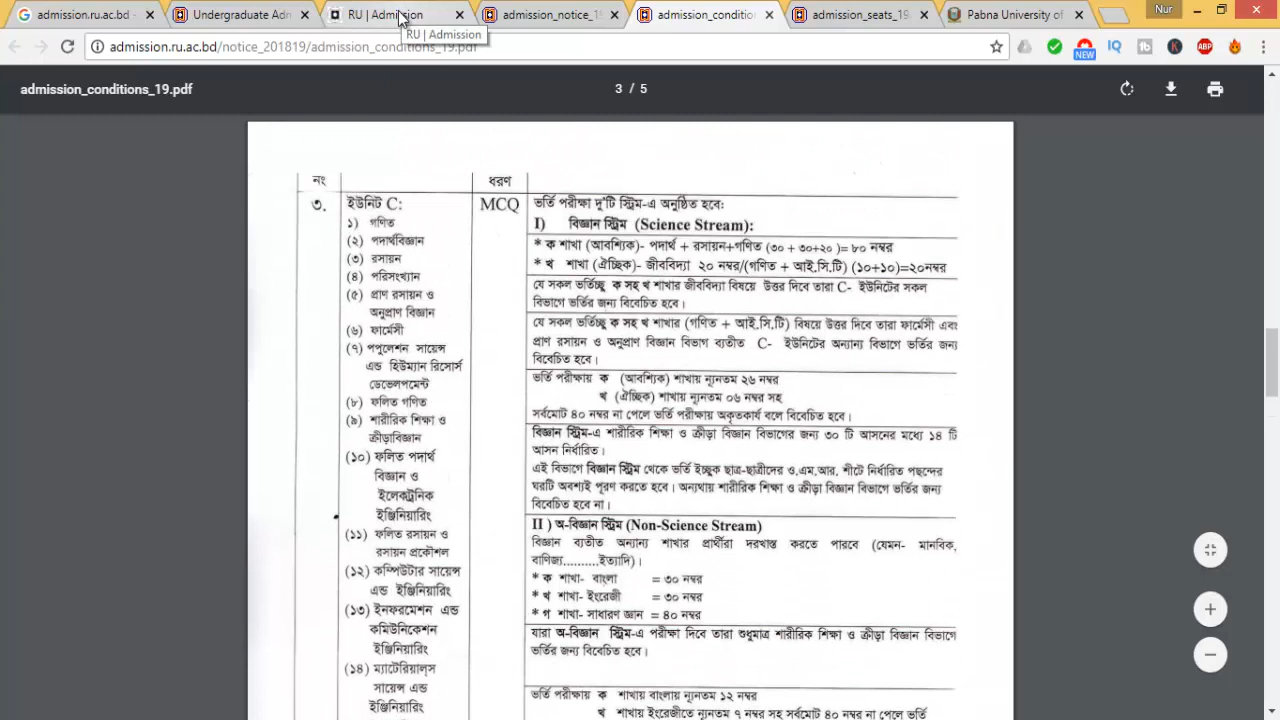 admission.ru.ac.bd -
Undergraduate Adm
RU | Admission
admission_notice_19
admission_conditio
admission_seats_19
Pabna University of
Nur
RU | Admission
admission.ru.ac.bd/notice_201819/admission_conditions_19.pdf
NEW
IQ
K
ABP
admission_conditions_19.pdf
3 / 5
নং
ধরণ
৩.
ইউনিট C:
MCQ
ভর্তি পরীক্ষা দু'টি স্ট্রিম-এ অনুষ্ঠিত হবে:
১) গণিত
I) বিজ্ঞান স্ট্রিম (Science Stream):
(২) পদার্থবিজ্ঞান
* ক শাখা (আবশ্যিক)- পদার্থ + রসায়ন+গণিত (৩০ + ৩০+২০ )= ৮০ নম্বর
(৩) রসায়ন
* খ শাখা (ঐচ্ছিক)- জীববিদ্যা ২০ নম্বর/(গণিত + আই.সি.টি) (১০+১০)=২০নম্বর
(৪) পরিসংখ্যান
যে সকল ভর্তিচ্ছু ক সহ খ শাখার জীববিদ্যা বিষয়ে উত্তর দিবে তারা C- ইউনিটের সকল
(৫) প্রাণ রসায়ন ও
বিভাগে ভর্তির জন্য বিবেচিত হবে।
অনুপ্রাণ বিজ্ঞান
যে সকল ভর্তিচ্ছু ক সহ খ শাখার (গণিত + আই.সি.টি) বিষয়ে উত্তর দিবে তারা ফার্মেসী এবং
(৬) ফার্মেসী
প্রাণ রসায়ন ও অনুপ্রাণ বিজ্ঞান বিভাগ ব্যতীত C- ইউনিটের অন্যান্য বিভাগে ভর্তির জন্য
(৭) পপুলেশন সায়েন্স
বিবেচিত হবে।
এন্ড হিউম্যান রিসোর্স
ভর্তি পরীক্ষায় ক (আবশ্যিক) শাখায় ন্যূনতম ২৬ নম্বর
ডেভেলপমেন্ট
খ (ঐচ্ছিক) শাখায় ন্যূনতম ০৬ নম্বর সহ
(৮) ফলিত গণিত
সর্বমোট ৪০ নম্বর না পেলে ভর্তি পরীক্ষায় অকৃতকার্য বলে বিবেচিত হবে।
(৯) শারীরিক শিক্ষা ও
বিজ্ঞান স্ট্রিম-এ শারীরিক শিক্ষা ও ক্রীড়া বিজ্ঞান বিভাগের জন্য ৩০ টি আসনের মধ্যে ১৪ টি
ক্রীড়াবিজ্ঞান
আসন নির্ধারিত।
(১০) ফলিত পদার্থ
এই বিভাগে বিজ্ঞান স্ট্রিম থেকে ভর্তি ইচ্ছুক ছাত্র-ছাত্রীদের ও.এম.আর. শীটে নির্ধারিত পছন্দের
বিজ্ঞান ও
ঘরটি অবশ্যই পূরণ করতে হবে। অন্যথায় শারীরিক শিক্ষা ও ক্রীড়া বিজ্ঞান বিভাগে ভর্তির জন্য
ইলেকট্রনিক
বিবেচিত হবে না।
ইঞ্জিনিয়ারিং
II ) অ-বিজ্ঞান স্ট্রিম (Non-Science Stream)
(১১) ফলিত রসায়ন ও
বিজ্ঞান ব্যতীত অন্যান্য শাখার প্রার্থীরা দরখাস্ত করতে পারবে (যেমন- মানবিক,
রসায়ন প্রকৌশল
বাণিজ্য..........ইত্যাদি)।
(১২) কম্পিউটার সায়েন্স
* ক শাখা- বাংলা = ৩০ নম্বর
এন্ড ইঞ্জিনিয়ারিং
* খ শাখা- ইংরেজী = ৩০ নম্বর
(১৩) ইনফরমেশন এন্ড
* গ শাখা- সাধারণ জ্ঞান = ৪০ নম্বর
কমিউনিকেশন
যারা অ-বিজ্ঞান স্ট্রিম-এ পরীক্ষা দিবে তারা শুধুমাত্র শারীরিক শিক্ষা ও ক্রীড়া বিজ্ঞান বিভাগে
ইঞ্জিনিয়ারিং
ভর্তির জন্য বিবেচিত হবে।
(১৪) ম্যাটেরিয়ালস্
সায়েন্স এন্ড
ভর্তি পরীক্ষায় ক শাখায় বাংলায় ন্যূনতম ১২ নম্বর
ইঞ্জিনিয়ারিং
খ শাখায় ইংরেজীতে ন্যূনতম ৭ নম্বর সহ সর্বমোট ৪০ নম্বর না পেলে ভর্তি